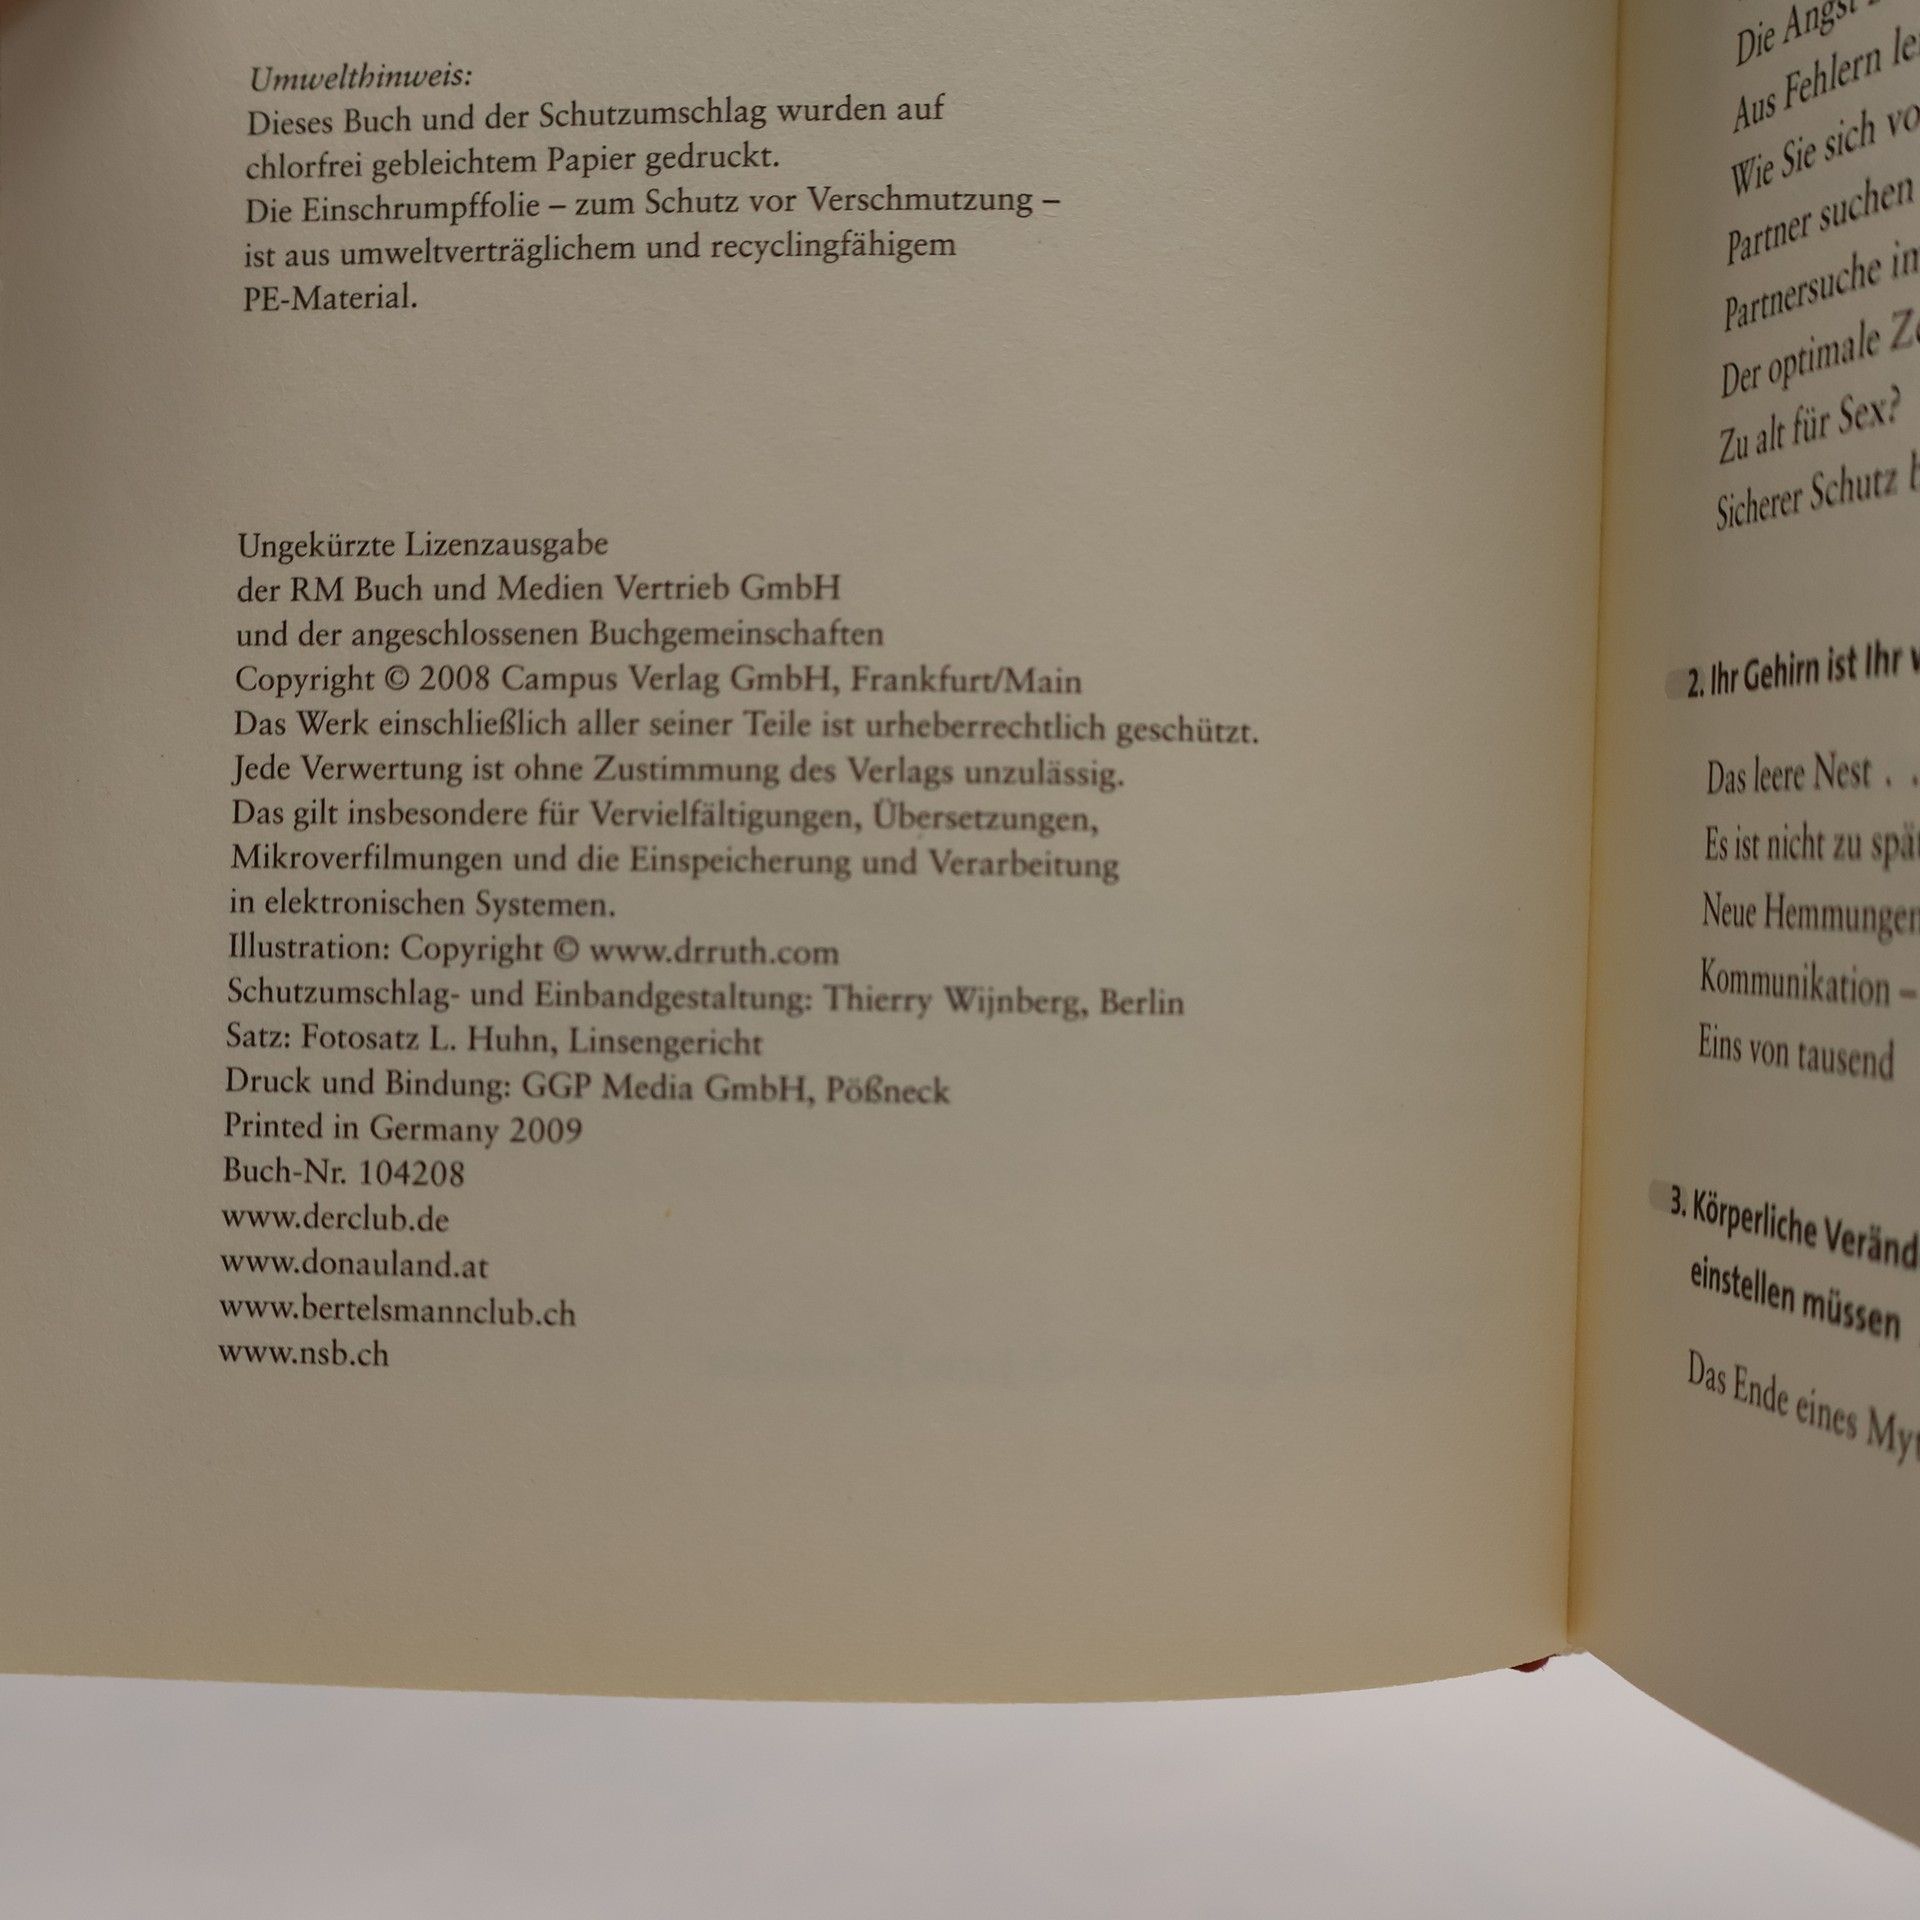 Umwelthinweis:
Dieses Buch und der Schutzumschlag wurden auf
chlorfrei gebleichtem Papier gedruckt.
Die Einschrumpffolie – zum Schutz vor Verschmutzung –
ist aus umweltverträglichem und recyclingfähigem
PE-Material.
Ungekürzte Lizenzausgabe
der RM Buch und Medien Vertrieb GmbH
und der angeschlossenen Buchgemeinschaften
Copyright © 2008 Campus Verlag GmbH, Frankfurt/Main
Das Werk einschließlich aller seiner Teile ist urheberrechtlich geschützt.
Jede Verwertung ist ohne Zustimmung des Verlags unzulässig.
Das gilt insbesondere für Vervielfältigungen, Übersetzungen,
Mikroverfilmungen und die Einspeicherung und Verarbeitung
in elektronischen Systemen.
Illustration: Copyright © www.drruth.com
Schutzumschlag- und Einbandgestaltung: Thierry Wijnberg, Berlin
Satz: Fotosatz L. Huhn, Linsengericht
Druck und Bindung: GGP Media GmbH, Pößneck
Printed in Germany 2009
Buch-Nr. 104208
www.derclub.de
www.donauland.at
www.bertelsmannclub.ch
www.nsb.ch
Die Angst
Aus Fehlern
Wie Sie sich
Partner suchen
Partnersuche
Der optimale
Zu alt für Sex?
Sicherer Schutz
2. Ihr Gehirn ist Ihr
Das leere Nest . .
Es ist nicht zu
Neue
Kommunikation –
Eins von tausend
3. Körperliche
einstellen müssen
Das Ende eines